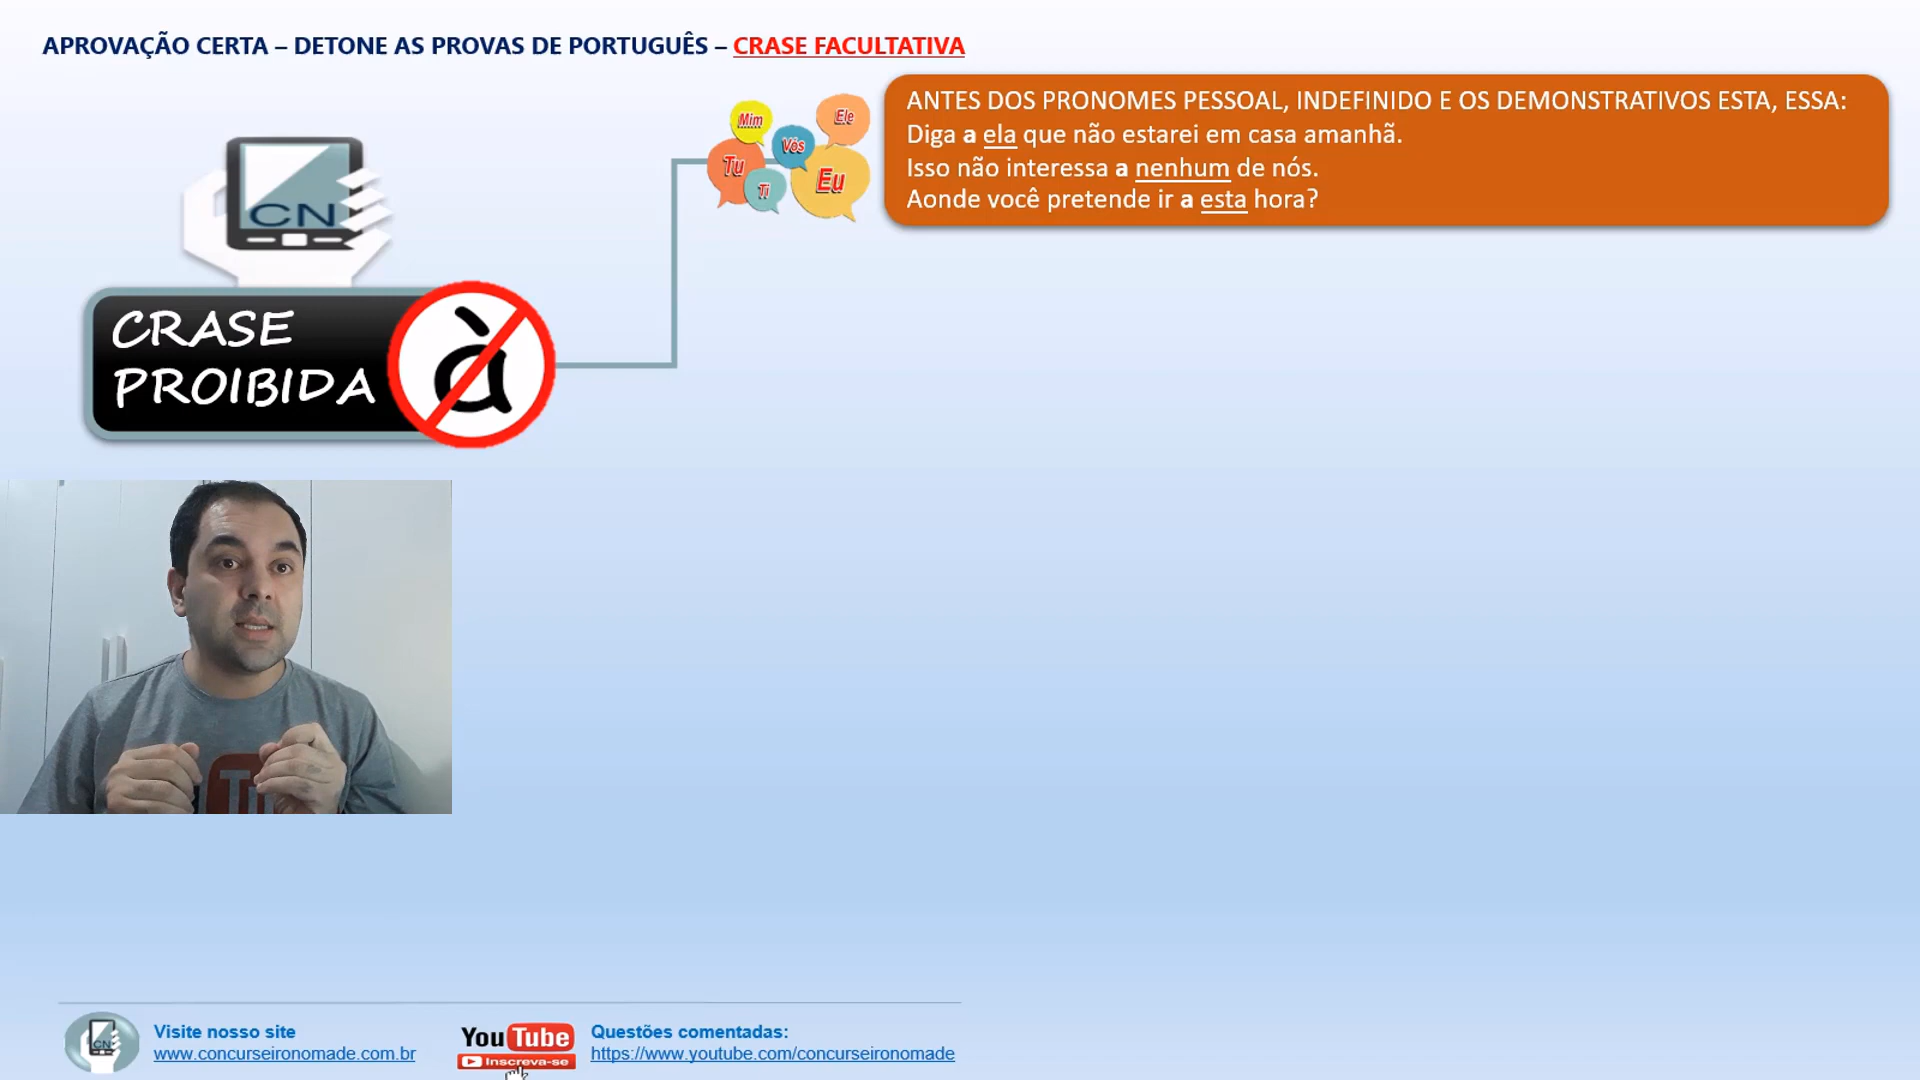 APROVAÇÃO CERTA – DETONE AS PROVAS DE PORTUGUÊS – CRASE FACULTATIVA
ANTES DOS PRONOMES PESSOAL, INDEFINIDO E OS DEMONSTRATIVOS ESTA, ESSA:
Diga a ela que não estarei em casa amanhã.
Isso não interessa a nenhum de nós.
Aonde você pretende ir a esta hora?
Mim
Ele
Vós
Tu
Ti
Eu
CN
CRASE
PROIBIDA
à
Visite nosso site
www.concurseironomade.com.br
CN
YouTube
Inscreva-se
Questões comentadas:
https://www.youtube.com/concurseironomade